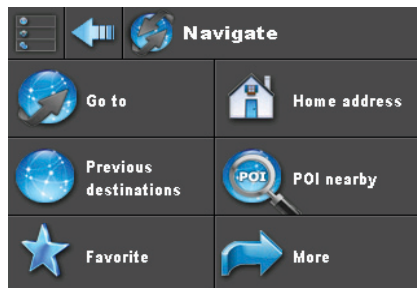 Navigate
Go to
Home address
Previous
destinations
POI
POI nearby
Favorite
More